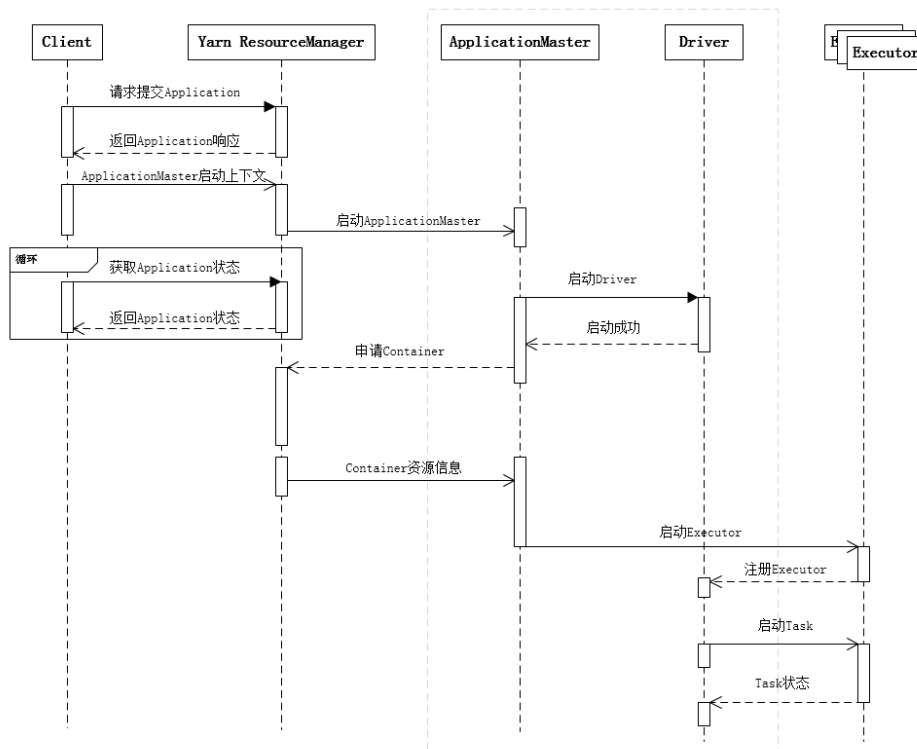 Client
Yarn ResourceManager
ApplicationMaster
Driver
Executor
请求提交Application
返回Application响应
ApplicationMaster启动上下文
启动ApplicationMaster
循环
获取Application状态
启动Driver
返回Application状态
启动成功
申请Container
Container资源信息
启动Executor
注册Executor
启动Task
Task状态